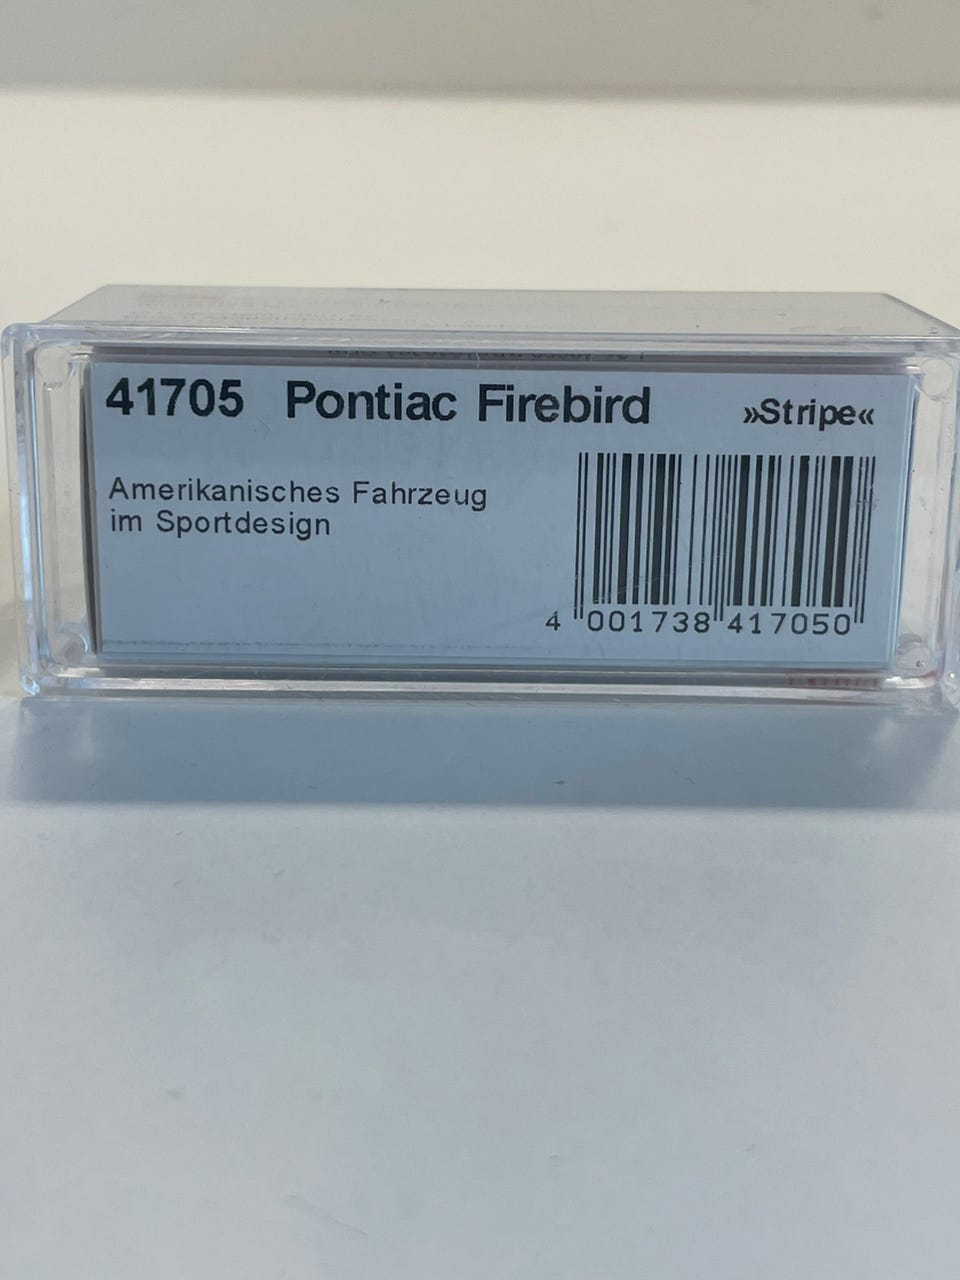 41705 Pontiac Firebird »Stripe«
Amerikanisches Fahrzeug
im Sportdesign
4 001738 417050